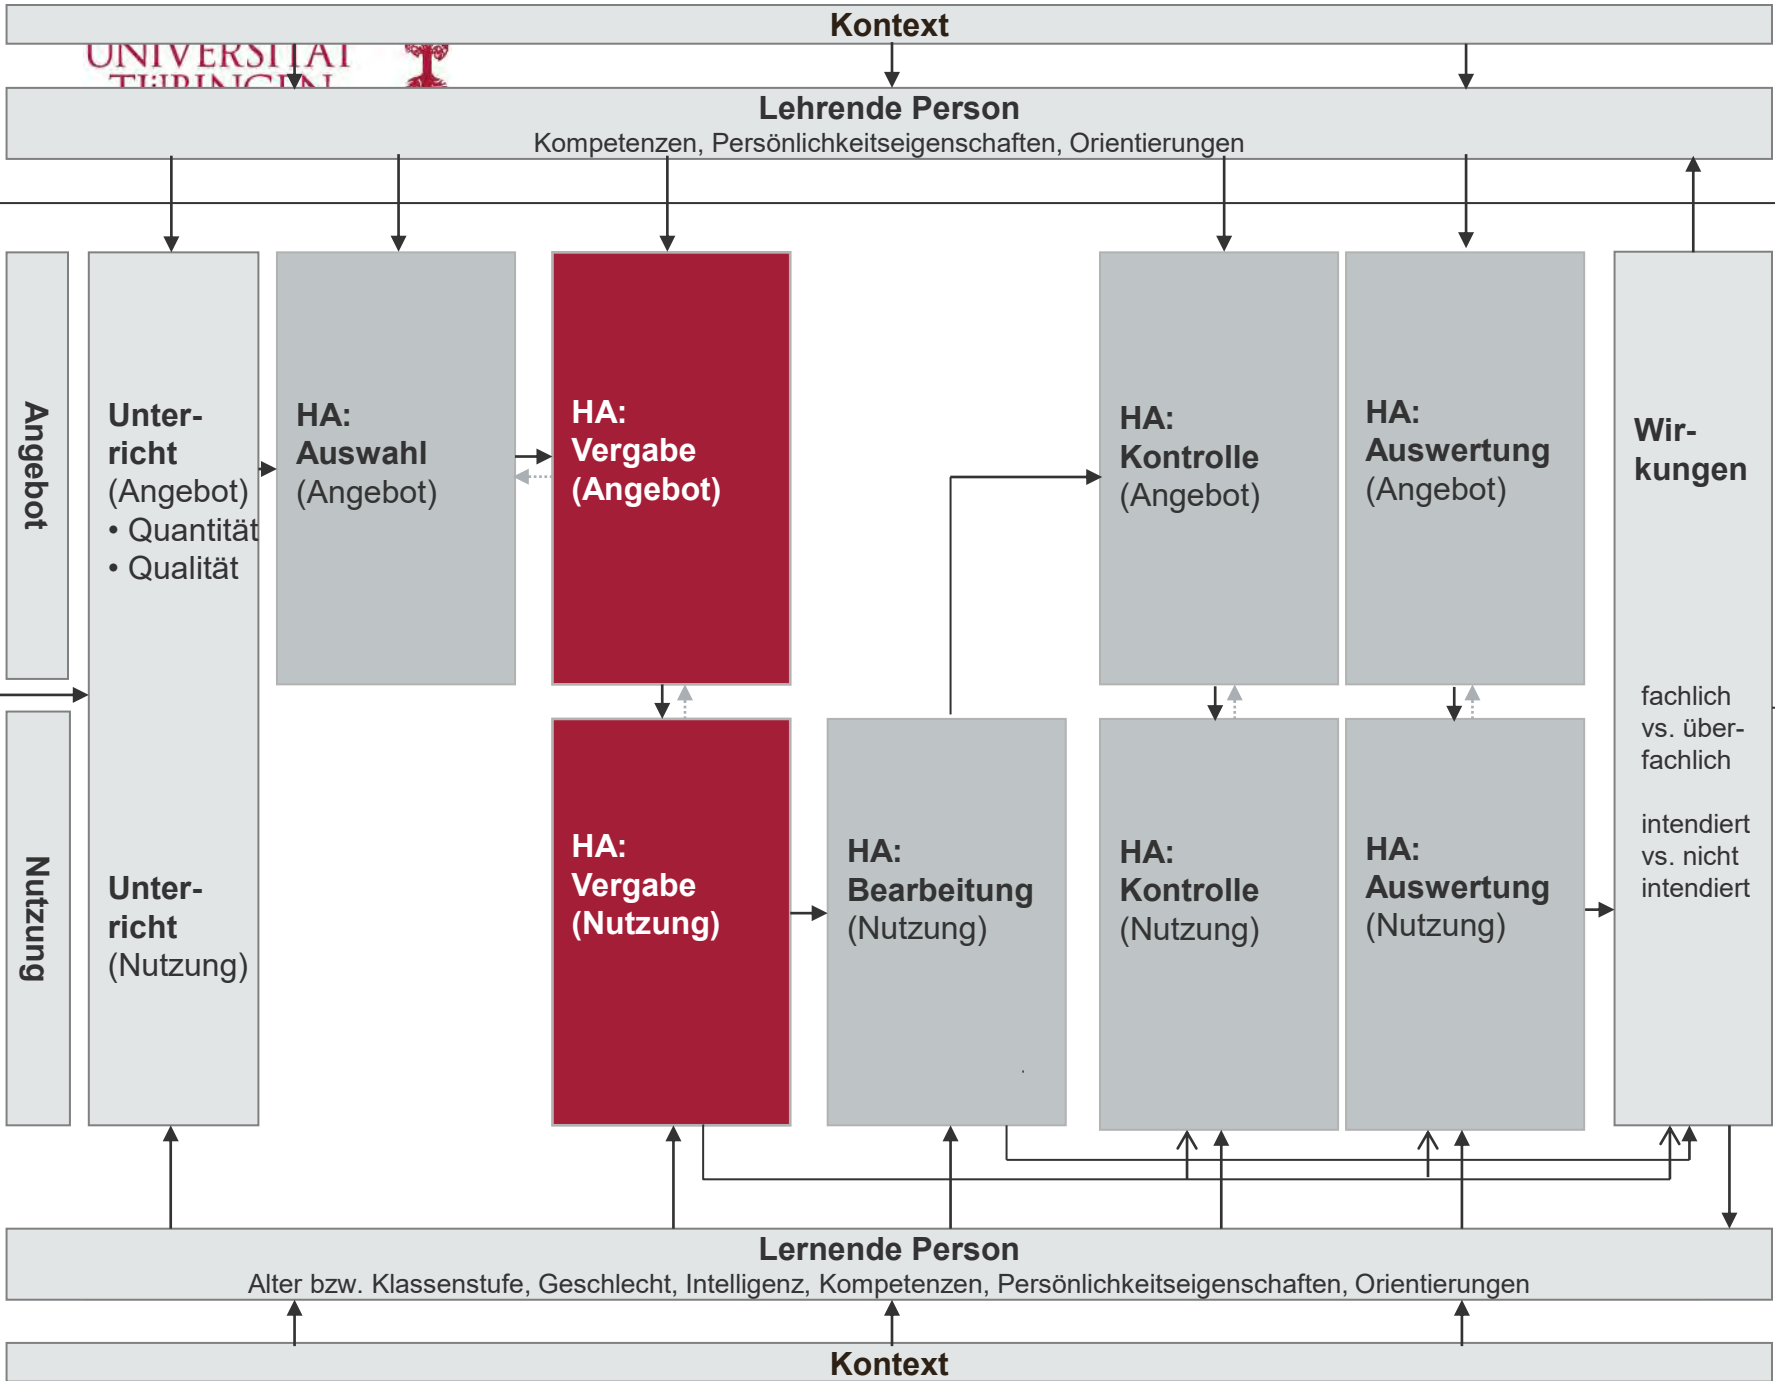 Kontext
UNIVERSITÄT
TÜBINGEN
Lehrende Person
Kompetenzen, Persönlichkeitseigenschaften, Orientierungen
Angebot
Unter-
richt
(Angebot)
• Quantität
• Qualität
HA:
Auswahl
(Angebot)
HA:
Vergabe
(Angebot)
HA:
Kontrolle
(Angebot)
HA:
Auswertung
(Angebot)
Wir-
kungen
fachlich
vs. über-
fachlich
intendiert
vs. nicht
intendiert
Nutzung
Unter-
richt
(Nutzung)
HA:
Vergabe
(Nutzung)
HA:
Bearbeitung
(Nutzung)
HA:
Kontrolle
(Nutzung)
HA:
Auswertung
(Nutzung)
Lernende Person
Alter bzw. Klassenstufe, Geschlecht, Intelligenz, Kompetenzen, Persönlichkeitseigenschaften, Orientierungen
Kontext